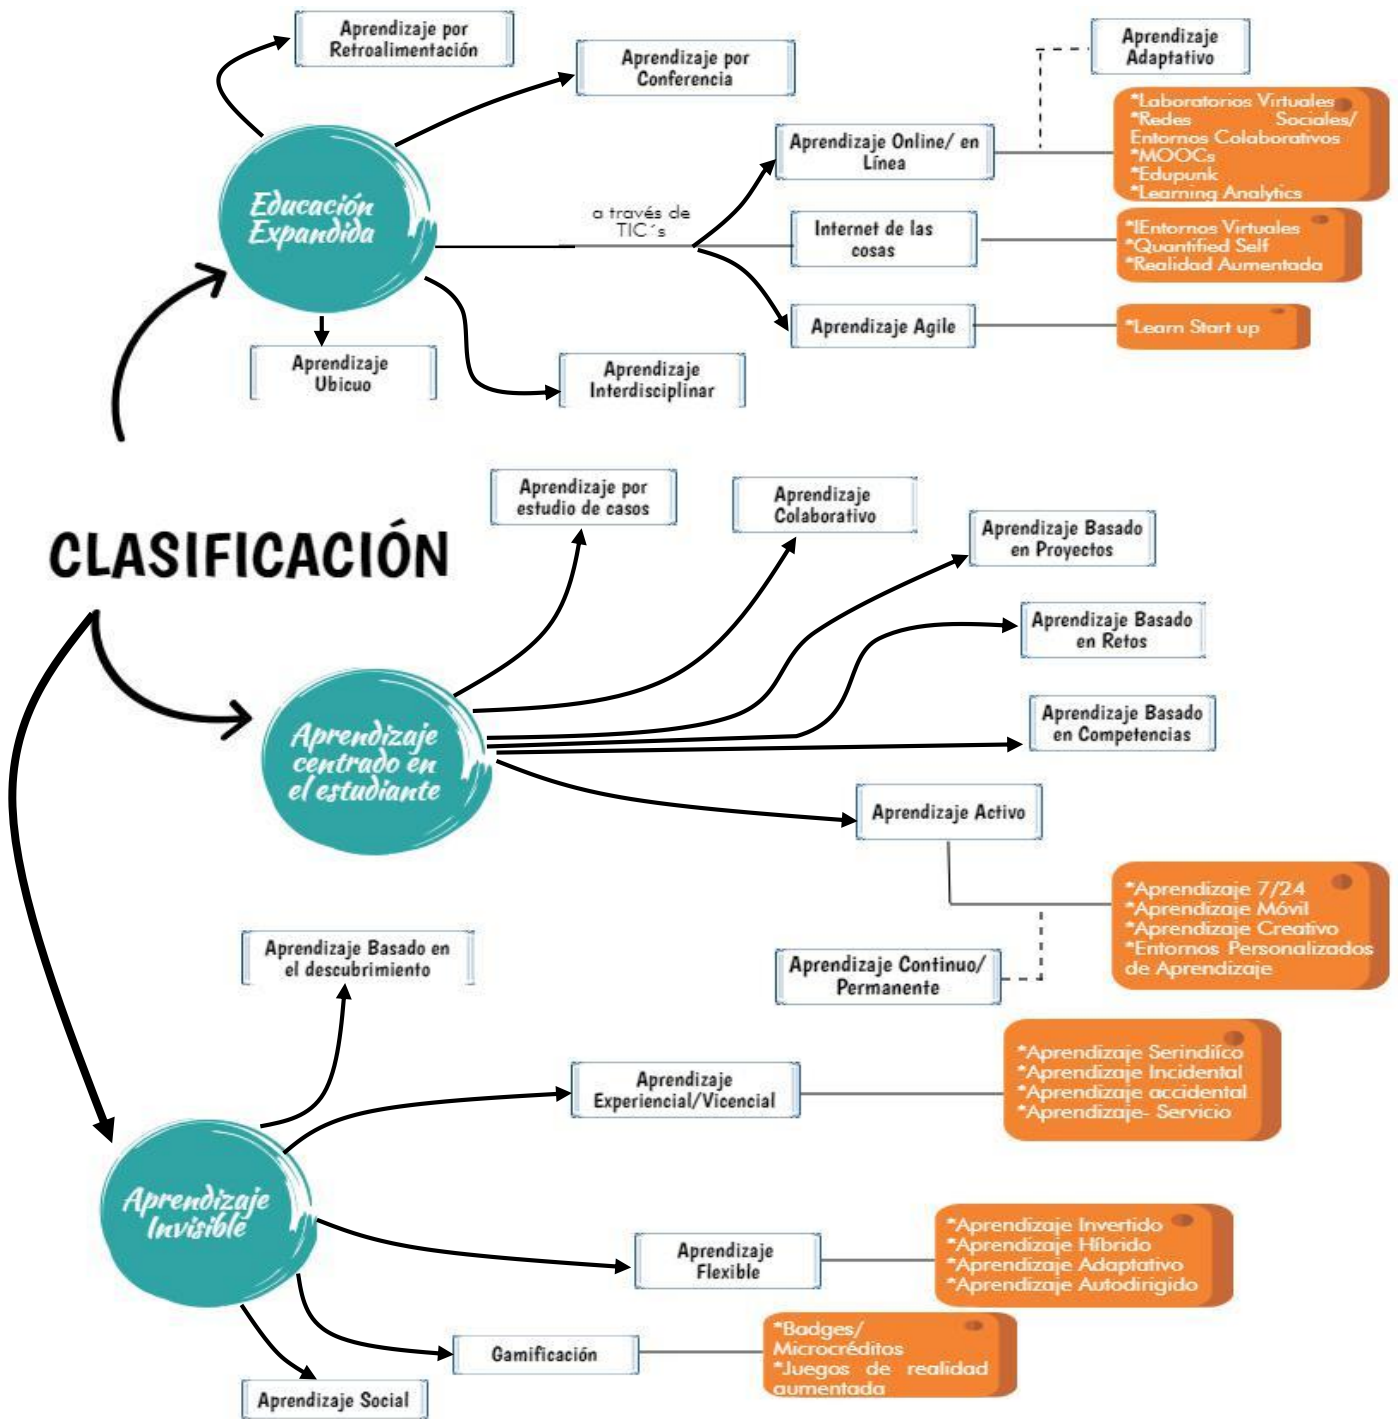 Aprendizaje por
Retroalimentación
Aprendizaje por
Conferencia
Aprendizaje
Adaptativo
*Laboratorios Virtuales
*Redes Sociales/
Entornos Colaborativos
*MOOCs
*Edupunk
*Learning Analytics
Aprendizaje Online/ en
Línea
Educación
Expandida
a través de
TIC´s
Internet de las
cosas
*IEntornos Virtuales
*Quantified Self
*Realidad Aumentada
Aprendizaje Agile
*Learn Start up
Aprendizaje
Ubicuo
Aprendizaje
Interdisciplinar
CLASIFICACIÓN
Aprendizaje por
estudio de casos
Aprendizaje
Colaborativo
Aprendizaje Basado
en Proyectos
Aprendizaje Basado
en Retos
Aprendizaje Basado
en Competencias
Aprendizaje
centrado en
el estudiante
Aprendizaje Activo
*Aprendizaje 7/24
*Aprendizaje Móvil
*Aprendizaje Creativo
*Entornos Personalizados
de Aprendizaje
Aprendizaje Continuo/
Permanente
Aprendizaje Basado en
el descubrimiento
Aprendizaje
Experiencial/Vicencial
*Aprendizaje Serindiíco
*Aprendizaje Incidental
*Aprendizaje accidental
*Aprendizaje- Servicio
Aprendizaje
Invisible
Aprendizaje
Flexible
*Aprendizaje Invertido
*Aprendizaje Híbrido
*Aprendizaje Adaptativo
*Aprendizaje Autodirigido
Gamificación
*Badges/
Microcréditos
*Juegos de realidad
aumentada
Aprendizaje Social